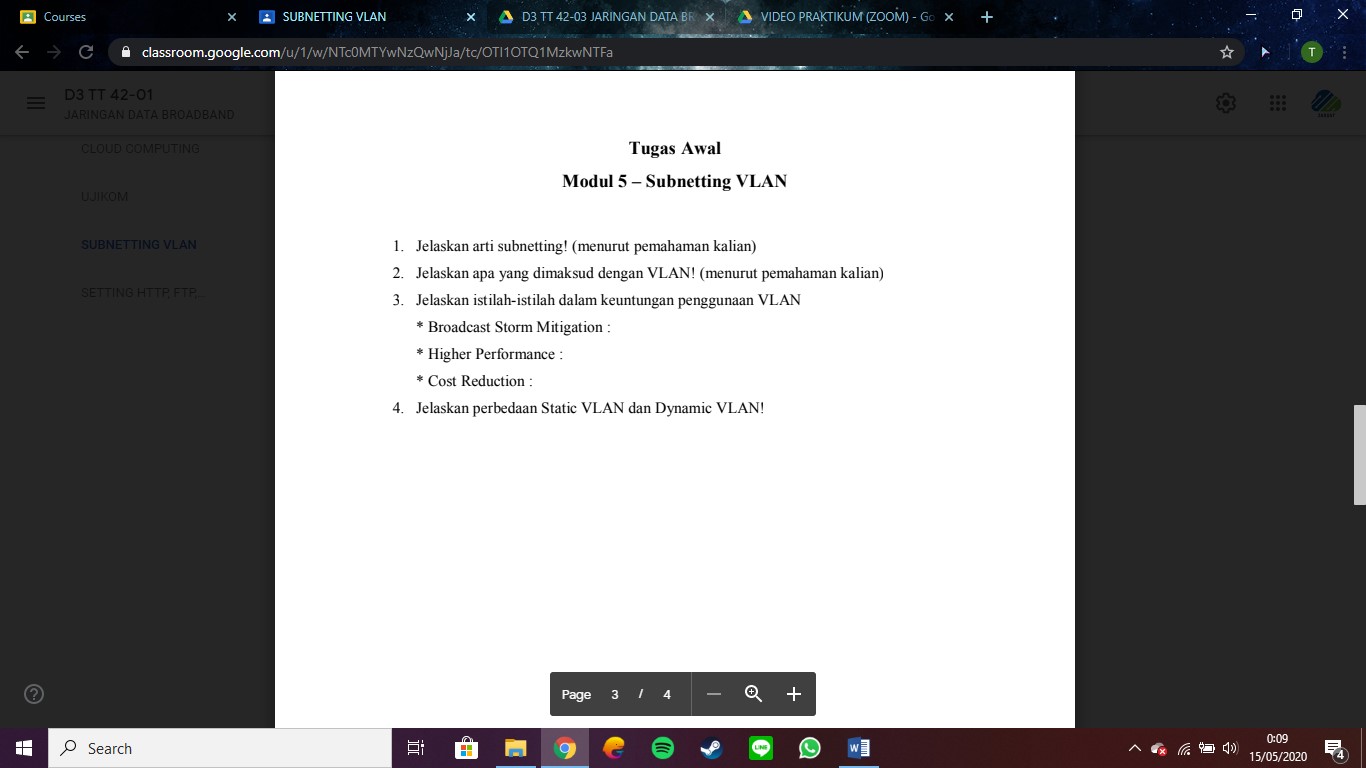 Courses
SUBNETTING VLAN
D3 TT 42-03 JARINGAN DATA BR
VIDEO PRAKTIKUM (ZOOM) - Go
classroom.google.com/u/1/w/NTc0MTYwNzQwNjJa/tc/OTI1OTQ1MzkwNTFa
T
D3 TT 42-01
JARINGAN DATA BROADBAND
CLOUD COMPUTING
UJIKOM
SUBNETTING VLAN
SETTING HTTP, FTP,...
Tugas Awal
Modul 5 – Subnetting VLAN
1. Jelaskan arti subnetting! (menurut pemahaman kalian)
2. Jelaskan apa yang dimaksud dengan VLAN! (menurut pemahaman kalian)
3. Jelaskan istilah-istilah dalam keuntungan penggunaan VLAN
* Broadcast Storm Mitigation :
* Higher Performance :
* Cost Reduction :
4. Jelaskan perbedaan Static VLAN dan Dynamic VLAN!
Page 3 / 4
Search
LINE
0:09
15/05/2020
4